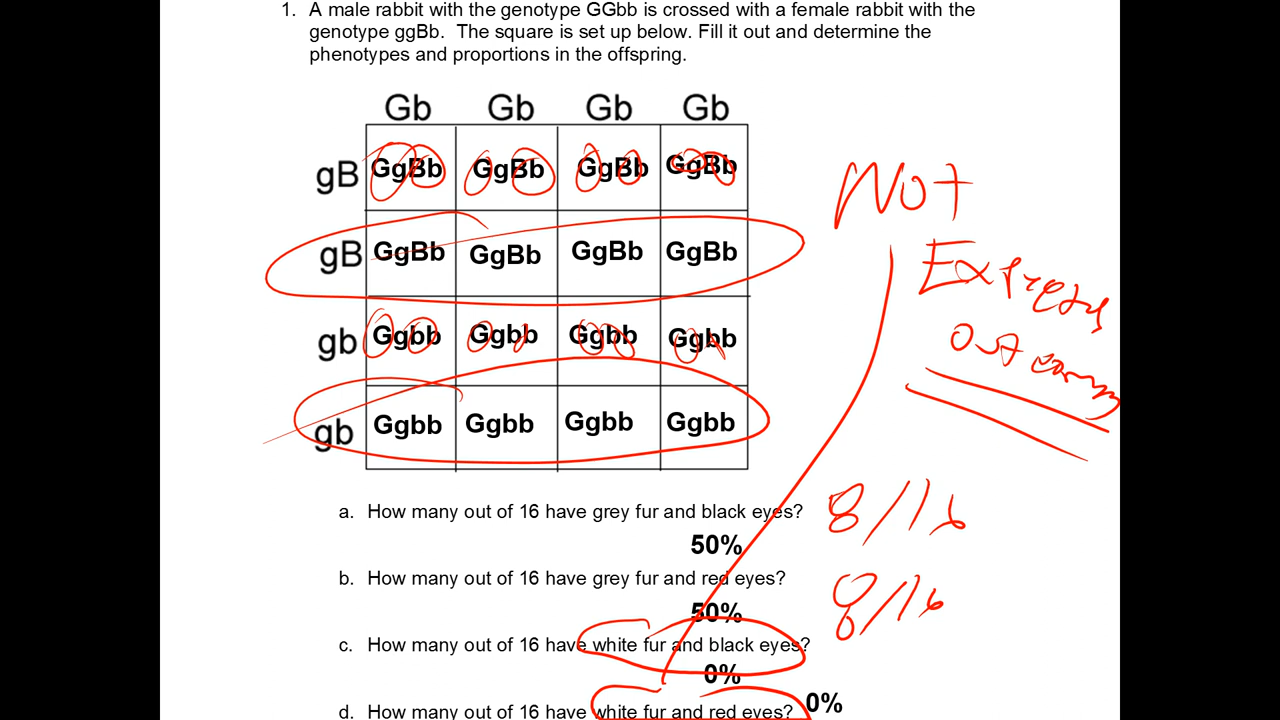 1. A male rabbit with the genotype GGbb is crossed with a female rabbit with the
genotype ggBb. The square is set up below. Fill it out and determine the
phenotypes and proportions in the offspring.
Gb Gb Gb Gb
gB GgBb GgBb GgBb GgBb
gB GgBb GgBb GgBb GgBb
gb Ggbb Ggbb Ggbb Ggbb
gb Ggbb Ggbb Ggbb Ggbb
Not
a. How many out of 16 have grey fur and black eyes? 8/16
50%
b. How many out of 16 have grey fur and red eyes? 8/16
50%
c. How many out of 16 have white fur and black eyes?
0%
d. How many out of 16 have white fur and red eyes? 0%